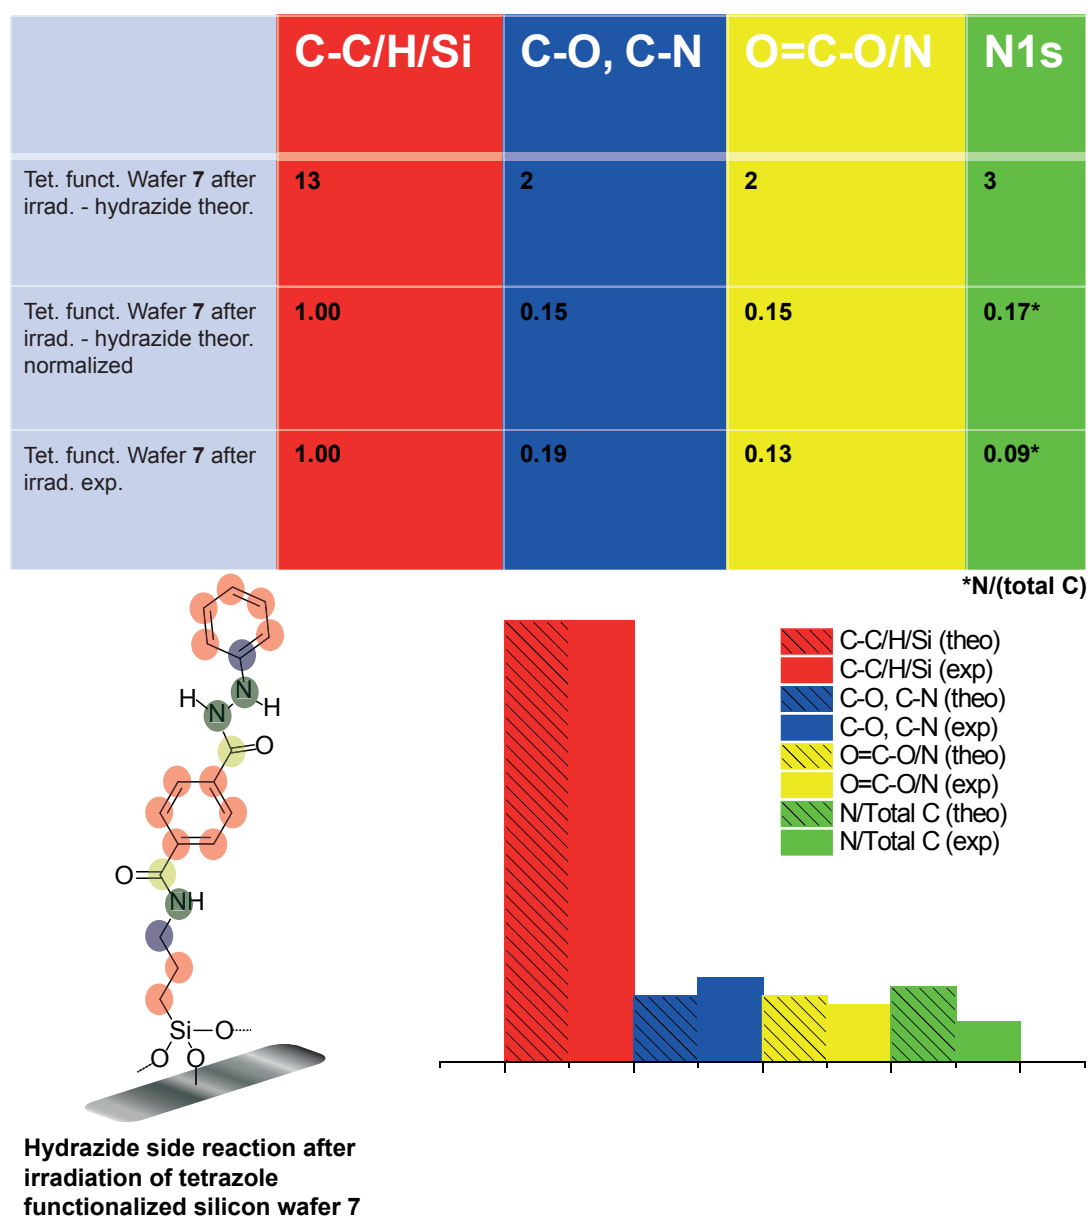 C-C/H/Si C-O, C-N O=C-O/N N1s
Tet. funct. Wafer 7 after 13 2 2 3
irrad. - hydrazide theor.
Tet. funct. Wafer 7 after 1.00 0.15 0.15 0.17*
irrad. - hydrazide theor.
normalized
Tet. funct. Wafer 7 after 1.00 0.19 0.13 0.09*
irrad. exp.
*N/(total C)
H N
N H
O
O
NH
Si O
O O
C-C/H/Si (theo)
C-C/H/Si (exp)
C-O, C-N (theo)
C-O, C-N (exp)
O=C-O/N (theo)
O=C-O/N (exp)
N/Total C (theo)
N/Total C (exp)
Hydrazide side reaction after
irradiation of tetrazole
functionalized silicon wafer 7